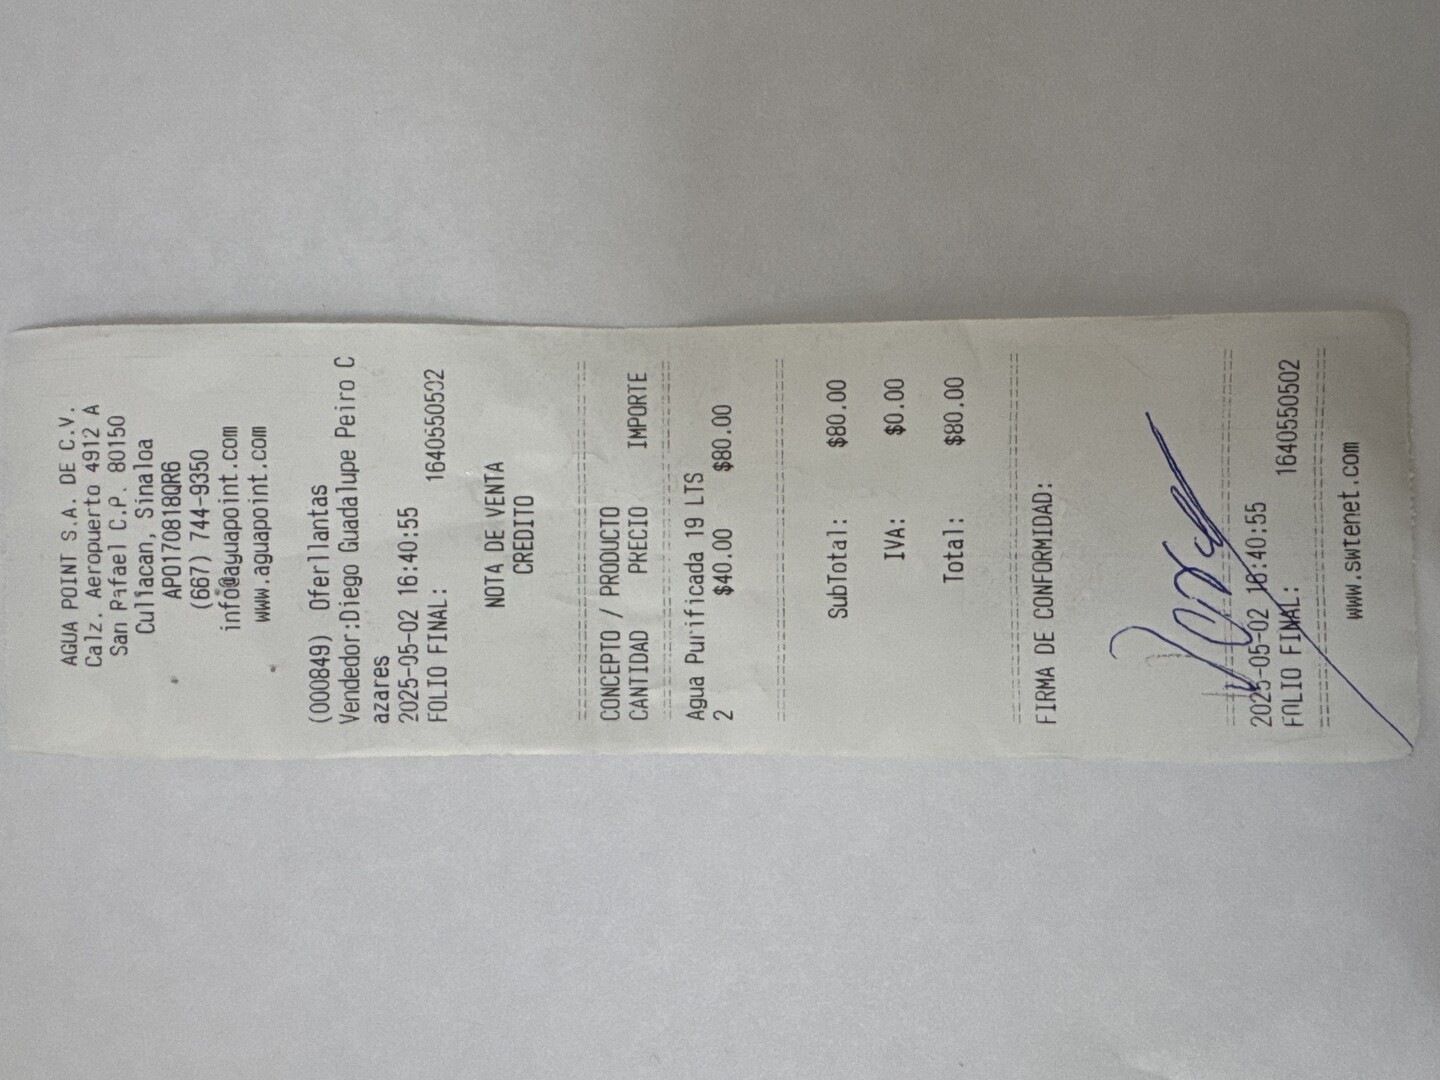 AGUA POINT S.A. DE C.V.
Calz. Aeropuerto 4912 A
San Rafael C.P. 80150
Culiacan, Sinaloa
APO170818QR6
(667) 744-9350
info@aguapoint.com
www.aguapoint.com
(000849) Oferllantas
Vendedor:Diego Guadalupe Peiro C
azares
2025-05-02 16:40:55
FOLIO FINAL: 1640550502
NOTA DE VENTA
CREDITO
CONCEPTO / PRODUCTO
CANTIDAD PRECIO IMPORTE
Agua Purificada 19 LTS
2 $40.00 $80.00
SubTotal: $80.00
IVA: $0.00
Total: $80.00
FIRMA DE CONFORMIDAD:
2025-05-02 16:40:55
FOLIO FINAL: 1640550502
www.swtenet.com